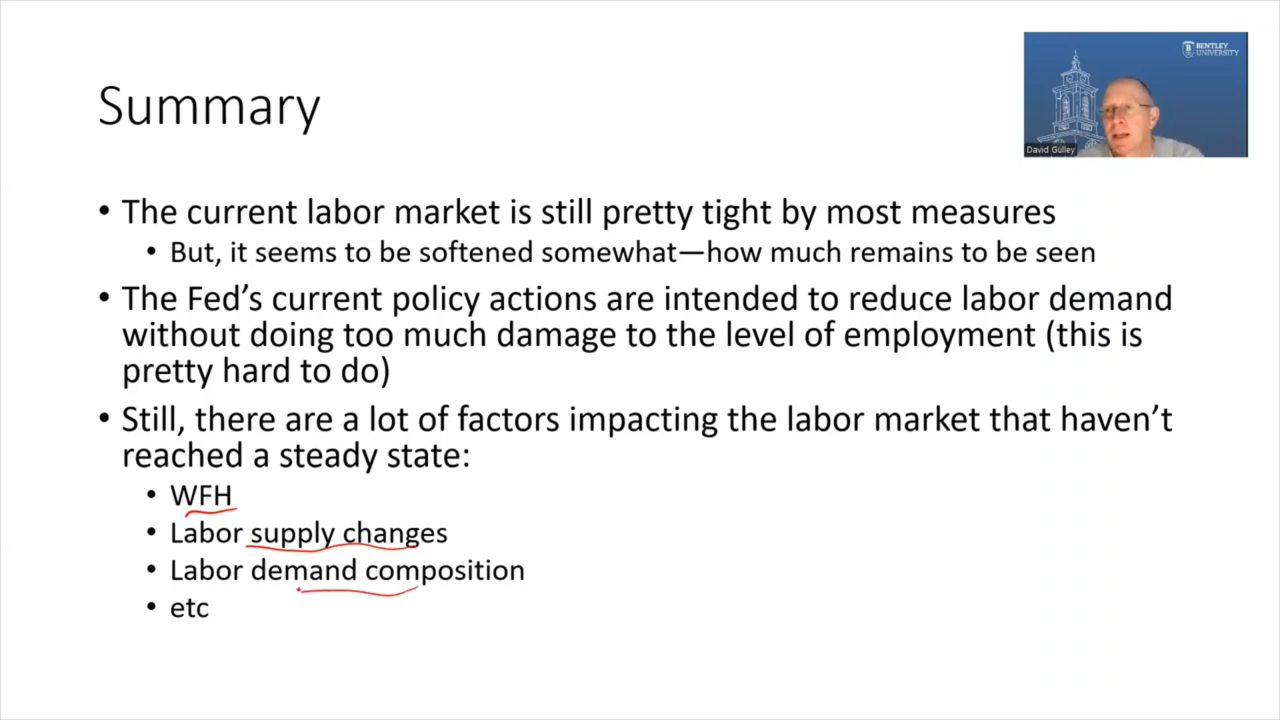 BENTLEY
UNIVERSITY
David Gulley
Summary
• The current labor market is still pretty tight by most measures
• But, it seems to be softened somewhat—how much remains to be seen
• The Fed’s current policy actions are intended to reduce labor demand
without doing too much damage to the level of employment (this is
pretty hard to do)
• Still, there are a lot of factors impacting the labor market that haven’t
reached a steady state:
• WFH
• Labor supply changes
• Labor demand composition
• etc